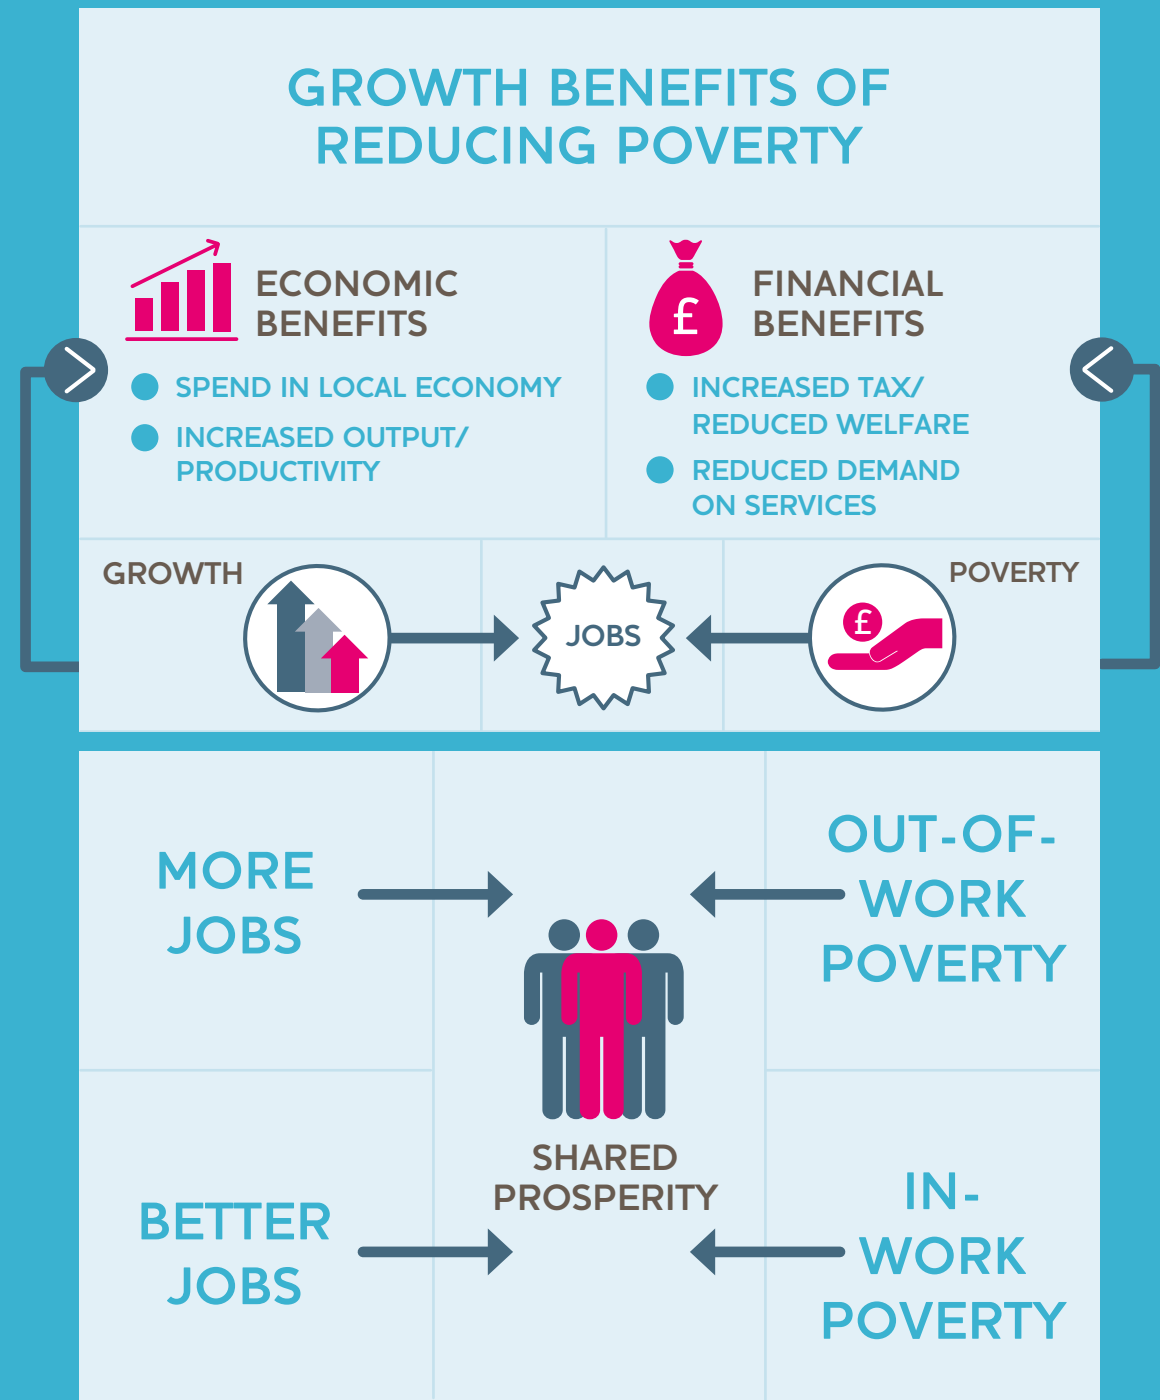 GROWTH BENEFITS OF
REDUCING POVERTY
ECONOMIC
BENEFITS
SPEND IN LOCAL ECONOMY
INCREASED OUTPUT/
PRODUCTIVITY
£
FINANCIAL
BENEFITS
INCREASED TAX/
REDUCED WELFARE
REDUCED DEMAND
ON SERVICES
GROWTH
JOBS
£
POVERTY
MORE
JOBS
OUT-OF-
WORK
POVERTY
SHARED
PROSPERITY
BETTER
JOBS
IN-
WORK
POVERTY